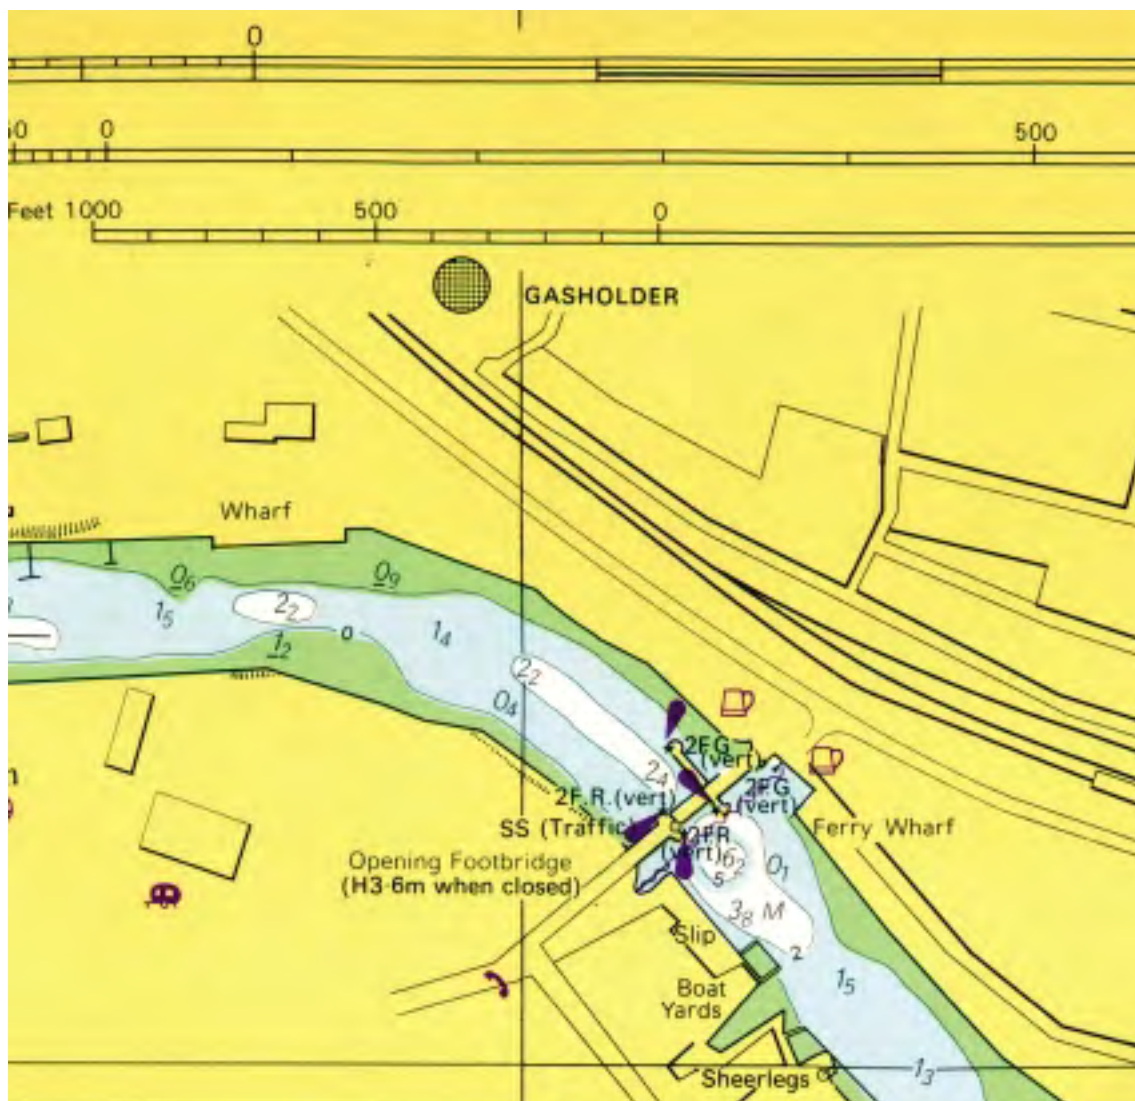 0
0
500
Feet 1000
500
0
GASHOLDER
Wharf
0₆
0₉
1₅
2₂
1₄
0
1₂
2₂
0₄
2F.G
(vert)
2₄
2F.G
(vert)
2F.R.(vert)
SS (Traffic)
2FR
(vert)
Ferry Wharf
Opening Footbridge
(H3·6m when closed)
6₂
0₁
5
3₈ M
Slip
2
1₅
Boat
Yards
1₃
Sheerlegs